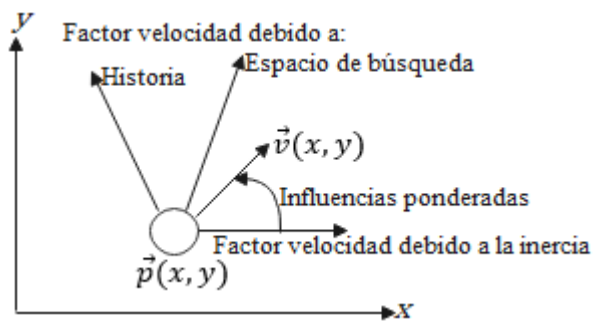 y
Factor velocidad debido a:
Historia
Espacio de búsqueda
v⃗(x, y)
Influencias ponderadas
Factor velocidad debido a la inercia
p⃗(x, y)
x